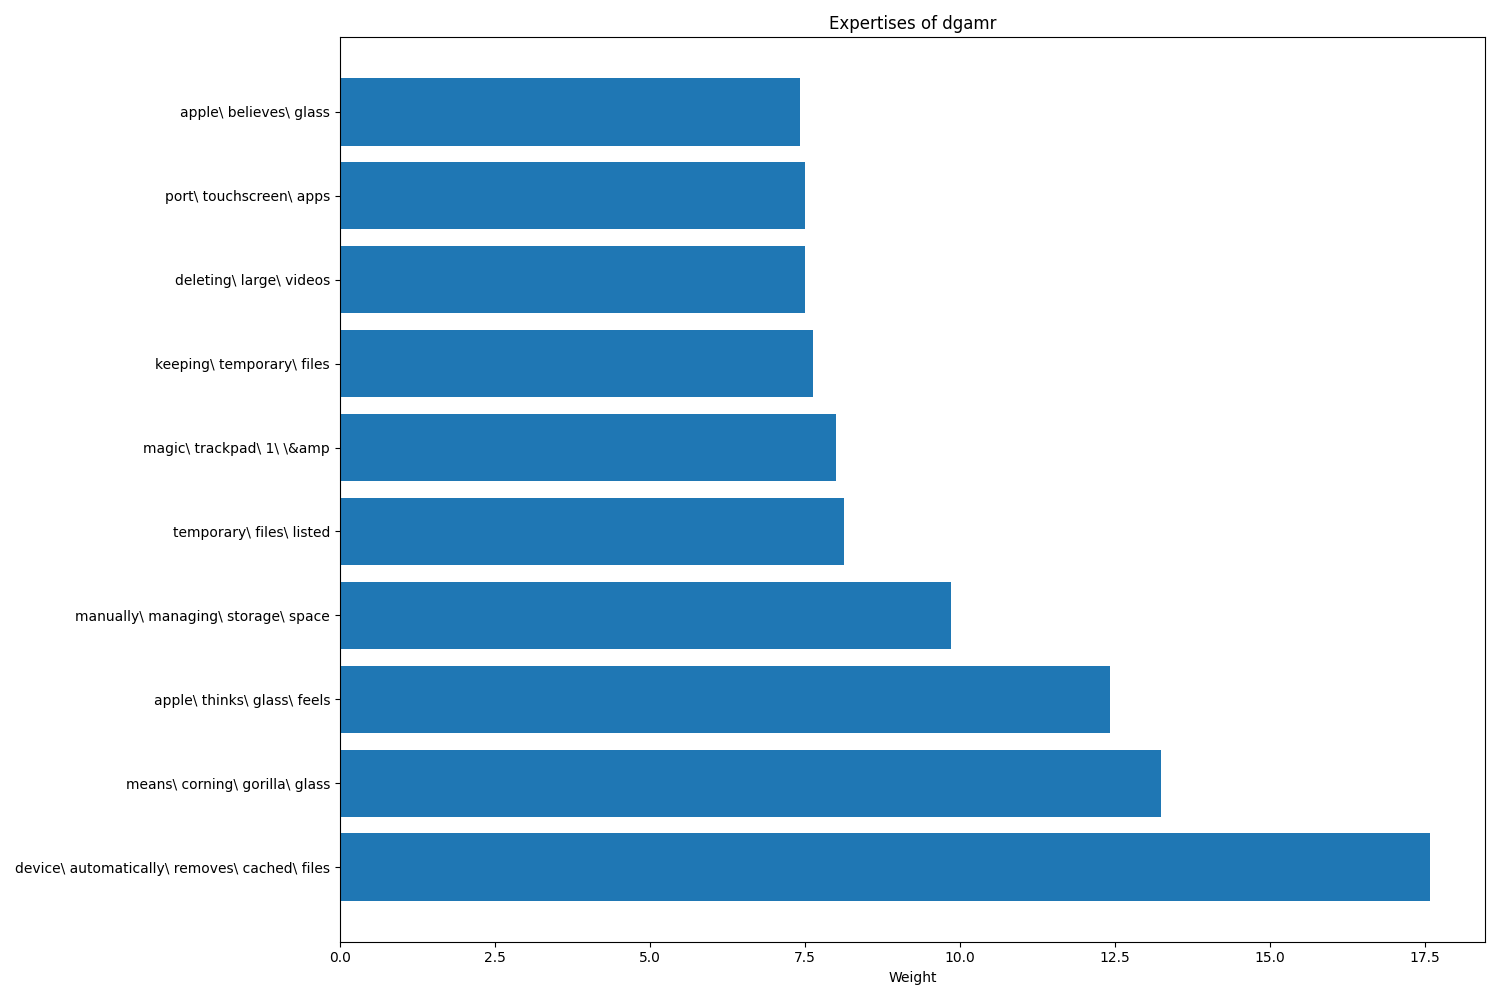 Expertises of dgamr
apple\ believes\ glass
port\ touchscreen\ apps
deleting\ large\ videos
keeping\ temporary\ files
magic\ trackpad\ 1\ \&amp
temporary\ files\ listed
manually\ managing\ storage\ space
apple\ thinks\ glass\ feels
means\ corning\ gorilla\ glass
device\ automatically\ removes\ cached\ files
0.0 2.5 5.0 7.5 10.0 12.5 15.0 17.5
Weight